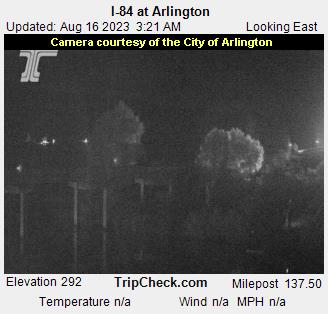 I-84 at Arlington
Updated: Aug 16 2023 3:21 AM Looking East
Camera courtesy of the City of Arlington
Elevation 292 TripCheck.com Milepost 137.50
Temperature n/a Wind n/a MPH n/a